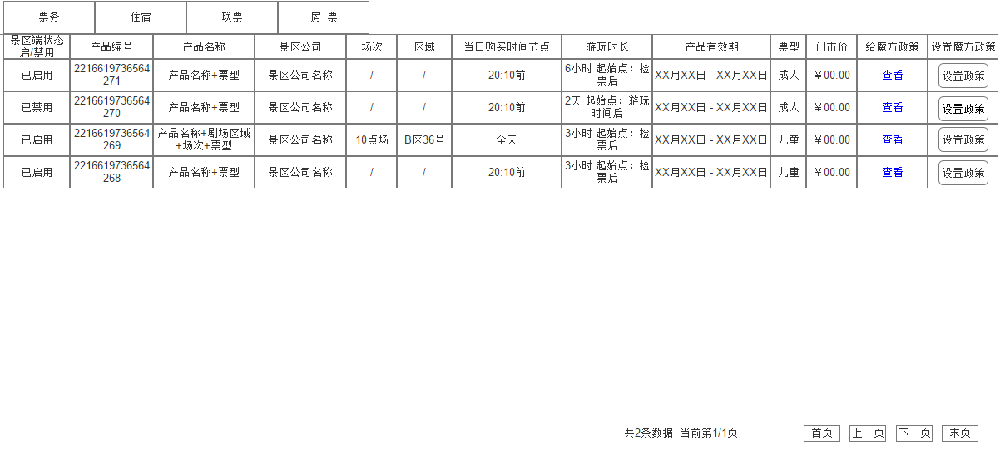 票务 住宿 联票 房+票
景区端状态
启/禁用 产品编号 产品名称 景区公司 场次 区域 当日购买时间节点 游玩时长 产品有效期 票型 门市价 给魔方政策 设置魔方政策
已启用 2216619736564
271 产品名称+票型 景区公司名称 / / 20:10前 6小时 起始点：检
票后 XX月XX日 - XX月XX日 成人 ￥00.00 查看 设置政策
已禁用 2216619736564
270 产品名称+票型 景区公司名称 / / 20:10前 2天 起始点：游玩
时间后 XX月XX日 - XX月XX日 成人 ￥00.00 查看 设置政策
已启用 2216619736564
269 产品名称+剧场区域
+场次+票型 景区公司名称 10点场 B区36号 全天 3小时 起始点：检
票后 XX月XX日 - XX月XX日 儿童 ￥00.00 查看 设置政策
已启用 2216619736564
268 产品名称+票型 景区公司名称 / / 20:10前 3小时 起始点：检
票后 XX月XX日 - XX月XX日 儿童 ￥00.00 查看 设置政策
共2条数据 当前第1/1页 首页 上一页 下一页 末页